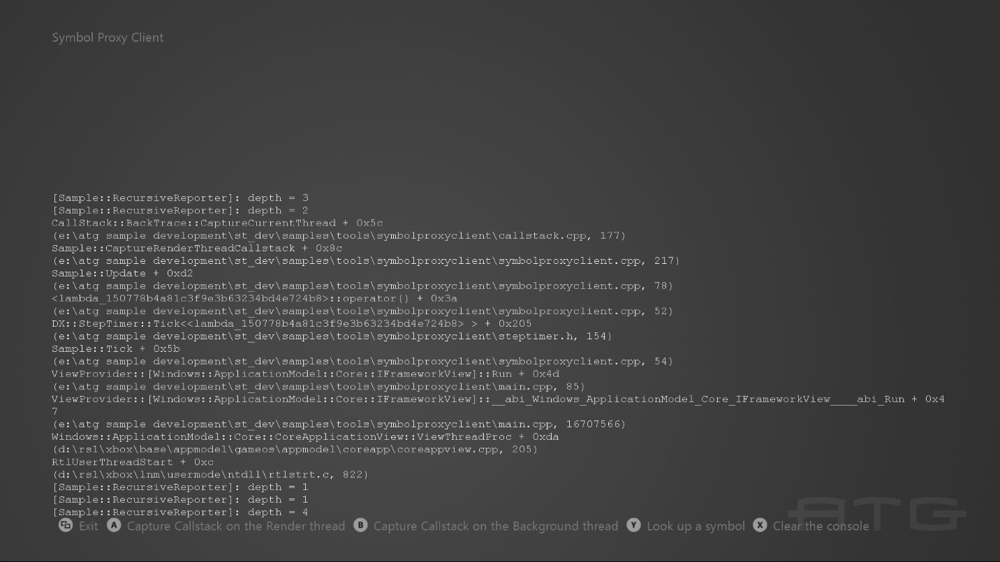 Symbol Proxy Client
[Sample::RecursiveReporter]: depth = 3
[Sample::RecursiveReporter]: depth = 2
CallStack::BackTrace::CaptureCurrentThread + 0x5c
(e:\atg sample development\st_dev\samples\tools\symbolproxyclient\callstack.cpp, 177)
Sample::CaptureRenderThreadCallstack + 0x8c
(e:\atg sample development\st_dev\samples\tools\symbolproxyclient\symbolproxyclient.cpp, 217)
Sample::Update + 0xd2
(e:\atg sample development\st_dev\samples\tools\symbolproxyclient\symbolproxyclient.cpp, 78)
<lambda_150778b4a81c3f9e3b63234bd4e724b8>::operator() + 0x3a
(e:\atg sample development\st_dev\samples\tools\symbolproxyclient\symbolproxyclient.cpp, 52)
DX::StepTimer::Tick<<lambda_150778b4a81c3f9e3b63234bd4e724b8> > + 0x205
(e:\atg sample development\st_dev\samples\tools\symbolproxyclient\steptimer.h, 154)
Sample::Tick + 0x5b
(e:\atg sample development\st_dev\samples\tools\symbolproxyclient\symbolproxyclient.cpp, 54)
ViewProvider::[Windows::ApplicationModel::Core::IFrameworkView]::Run + 0x4d
(e:\atg sample development\st_dev\samples\tools\symbolproxyclient\main.cpp, 85)
ViewProvider::[Windows::ApplicationModel::Core::IFrameworkView]::__abi_Windows_ApplicationModel_Core_IFrameworkView____abi_Run + 0x4
7
(e:\atg sample development\st_dev\samples\tools\symbolproxyclient\main.cpp, 16707566)
Windows::ApplicationModel::Core::CoreApplicationView::ViewThreadProc + 0xda
(d:\rs1\xbox\base\appmodel\gameos\appmodel\coreapp\coreappview.cpp, 205)
RtlUserThreadStart + 0xc
(d:\rs1\xbox\lnm\usermode\ntdll\rtlstrt.c, 822)
[Sample::RecursiveReporter]: depth = 1
[Sample::RecursiveReporter]: depth = 1
[Sample::RecursiveReporter]: depth = 4
Exit A Capture Callstack on the Render thread B Capture Callstack on the Background thread Y Look up a symbol X Clear the console
ATG